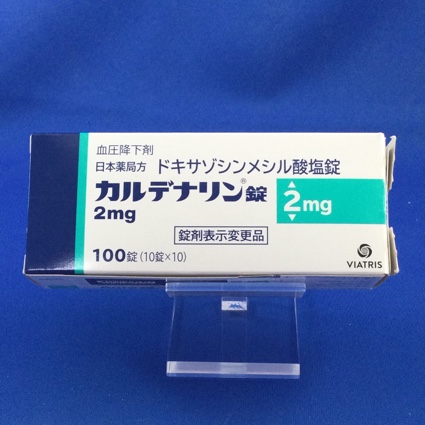 血圧降下剤
日本薬局方 ドキサゾシンメシル酸塩錠
カルデナリン®錠
2mg
2mg
錠剤表示変更品
100錠(10錠×10)
VIATRIS